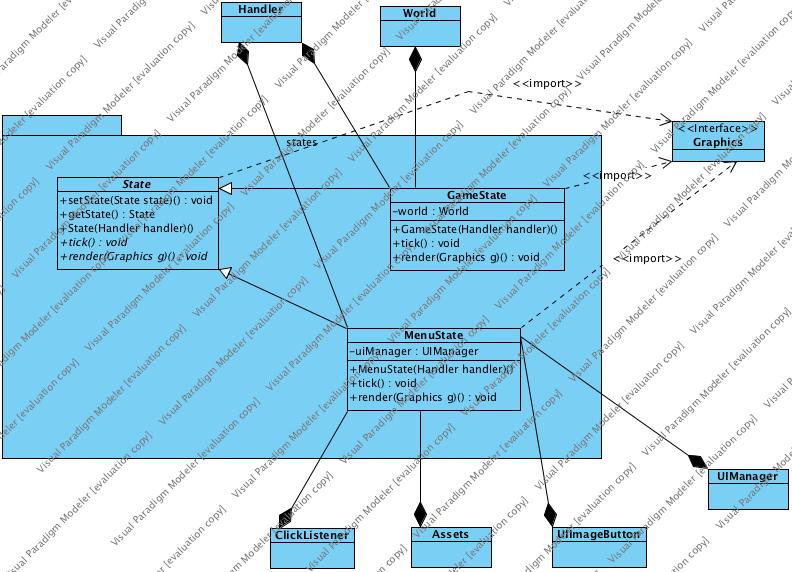 Handler
World
<<import>>
states
<<Interface>>
Graphics
State
+setState(State state)() : void
+getState() : State
+State(Handler handler)()
+tick() : void
+render(Graphics g)() : void
<<import>>
GameState
-world : World
+GameState(Handler handler)()
+tick() : void
+render(Graphics g)() : void
<<import>>
MenuState
-uiManager : UIManager
+MenuState(Handler handler)()
+tick() : void
+render(Graphics g)() : void
UIManager
ClickListener
Assets
UIImageButton
Visual Paradigm Modeler [evaluation copy]